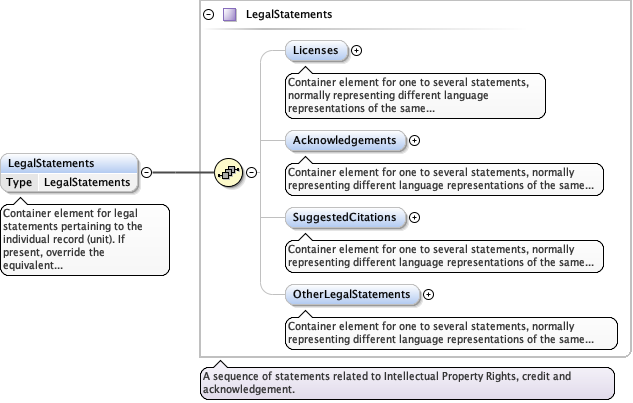 LegalStatements
Licenses
Container element for one to several statements,
normally representing different language
representations of the same...
Acknowledgements
Container element for one to several statements, normally
representing different language representations of the same...
LegalStatements
Type LegalStatements
Container element for legal
statements pertaining to the
individual record (unit). If
present, override the
equivalent...
SuggestedCitations
Container element for one to several statements, normally
representing different language representations of the same...
OtherLegalStatements
Container element for one to several statements, normally
representing different language representations of the same...
A sequence of statements related to Intellectual Property Rights, credit and
acknowledgement.